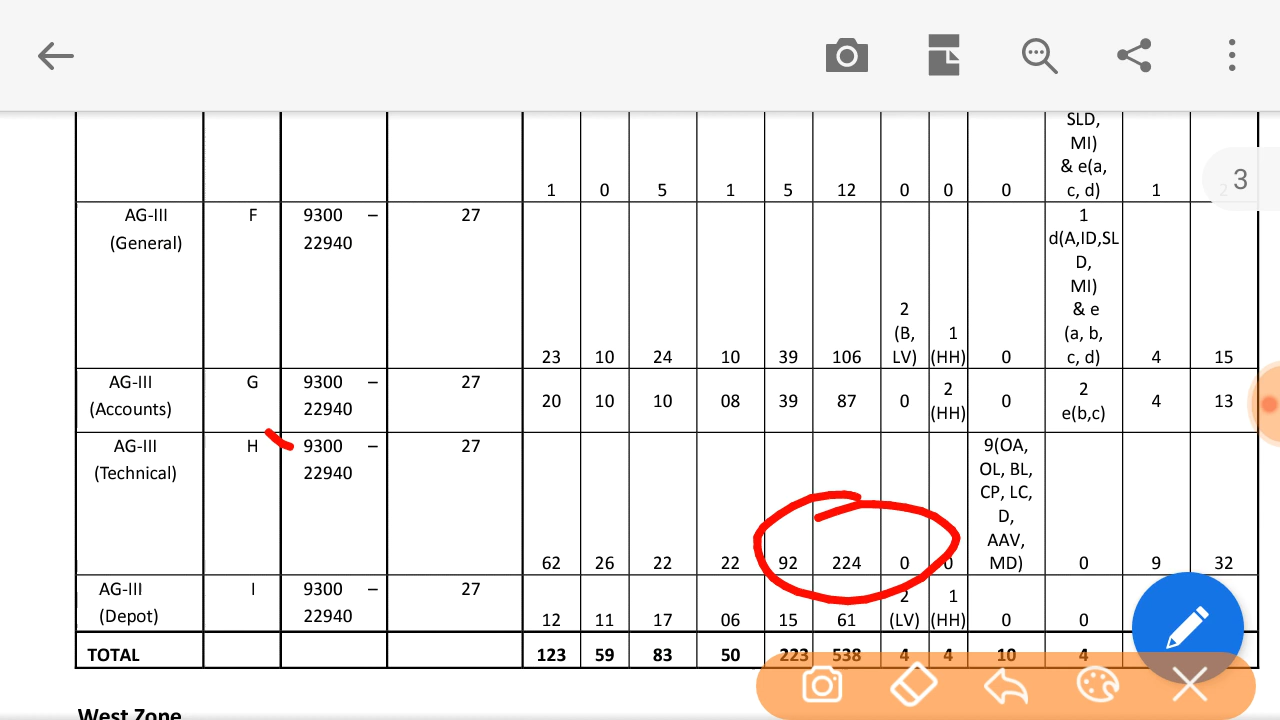 3
SLD,
MI)
& e(a,
1 0 5 1 5 12 0 0 0 c, d) 1 2
AG-III F 9300 – 27 1
(General) 22940 d(A,ID,SL
D,
MI)
2 & e
(B, 1 (a, b,
23 10 24 10 39 106 LV) (HH) 0 c, d) 4 15
AG-III G 9300 – 27 2 2
(Accounts) 22940 20 10 10 08 39 87 0 (HH) 0 e(b,c) 4 13
AG-III H 9300 – 27 9(OA,
(Technical) 22940 OL, BL,
CP, LC,
D,
AAV,
62 26 22 22 92 224 0 0 MD) 0 9 32
AG-III I 9300 – 27 2 1
(Depot) 22940 12 11 17 06 15 61 (LV) (HH) 0 0
TOTAL 123 59 83 50 223 538 4 4 10 4
West Zone